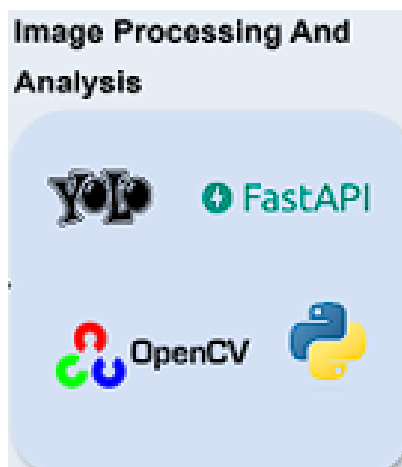 Image Processing And
Analysis
YOLO
FastAPI
OpenCV